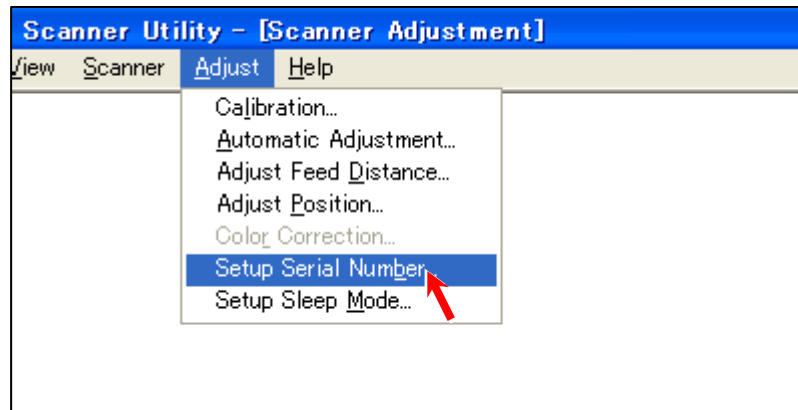 Scanner Utility - [Scanner Adjustment]
View Scanner Adjust Help
Calibration...
Automatic Adjustment...
Adjust Feed Distance...
Adjust Position...
Color Correction...
Setup Serial Number...
Setup Sleep Mode...